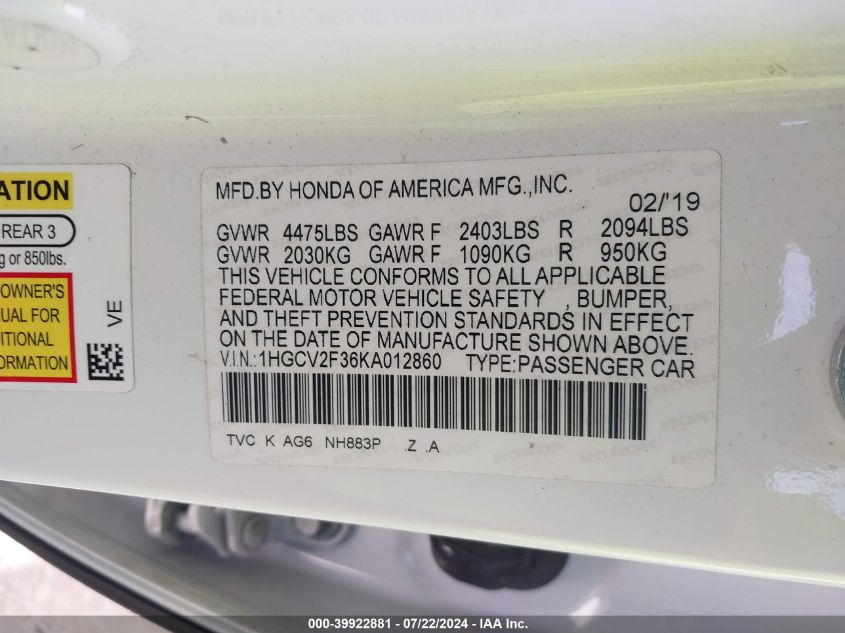 ATION
REAR 3
g or 850lbs.
OWNER'S
UAL FOR
ITIONAL
ORMATION
VE
MFD.BY HONDA OF AMERICA MFG.,INC. 02/'19
GVWR 4475LBS GAWR F 2403LBS R 2094LBS
GVWR 2030KG GAWR F 1090KG R 950KG
THIS VEHICLE CONFORMS TO ALL APPLICABLE
FEDERAL MOTOR VEHICLE SAFETY , BUMPER,
AND THEFT PREVENTION STANDARDS IN EFFECT
ON THE DATE OF MANUFACTURE SHOWN ABOVE.
V.I.N.:1HGCV2F36KA012860 TYPE:PASSENGER CAR
TVC K AG6 NH883P .Z .A
000-39922881 - 07/22/2024 - IAA Inc.